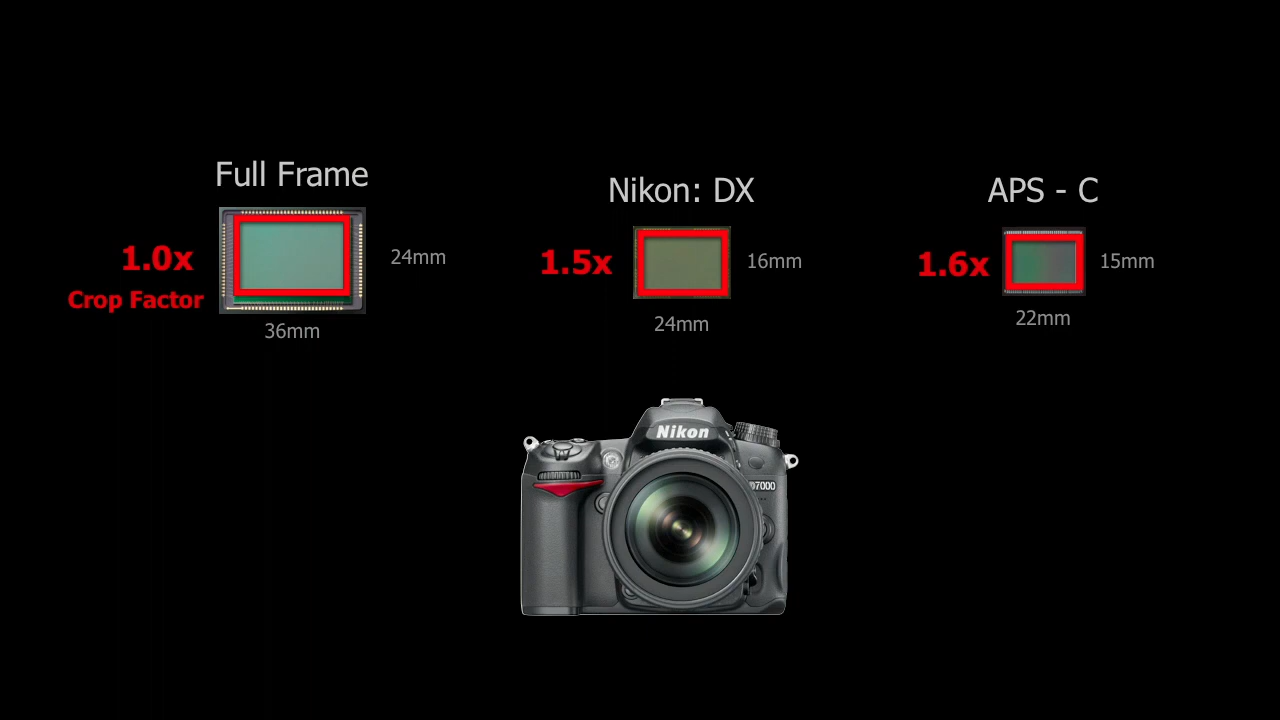 Full Frame
1.0x
Crop Factor
24mm
36mm
Nikon: DX
1.5x
16mm
24mm
APS - C
1.6x
15mm
22mm
Nikon
D7000